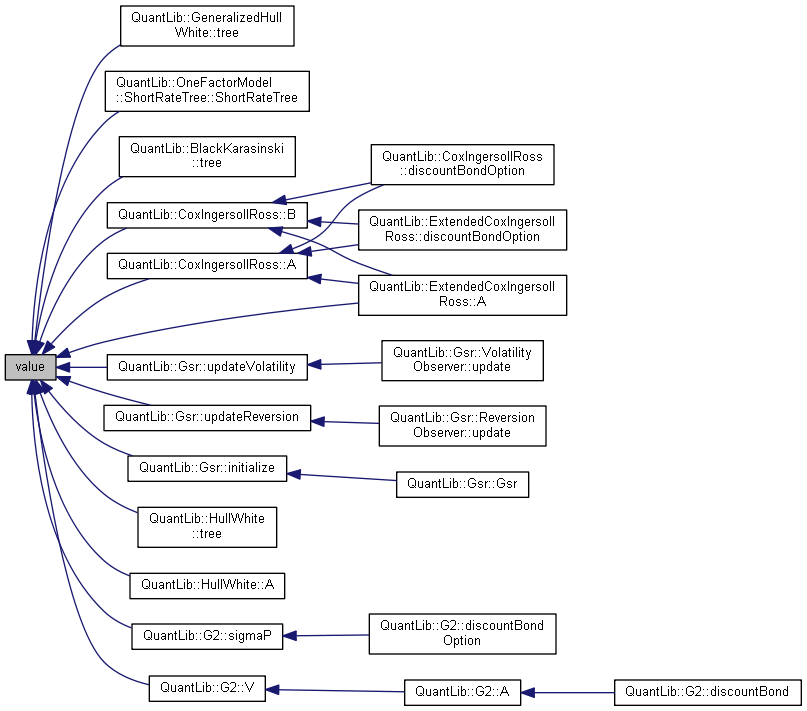 QuantLib::GeneralizedHull
White::tree
QuantLib::OneFactorModel
::ShortRateTree::ShortRateTree
QuantLib::BlackKarasinski
::tree
QuantLib::CoxIngersollRoss
::discountBondOption
QuantLib::CoxIngersollRoss::B
QuantLib::ExtendedCoxIngersoll
Ross::discountBondOption
QuantLib::CoxIngersollRoss::A
QuantLib::ExtendedCoxIngersoll
Ross::A
value
QuantLib::Gsr::updateVolatility
QuantLib::Gsr::Volatility
Observer::update
QuantLib::Gsr::updateReversion
QuantLib::Gsr::Reversion
Observer::update
QuantLib::Gsr::initialize
QuantLib::Gsr::Gsr
QuantLib::HullWhite
::tree
QuantLib::HullWhite::A
QuantLib::G2::sigmaP
QuantLib::G2::discountBond
Option
QuantLib::G2::V
QuantLib::G2::A
QuantLib::G2::discountBond